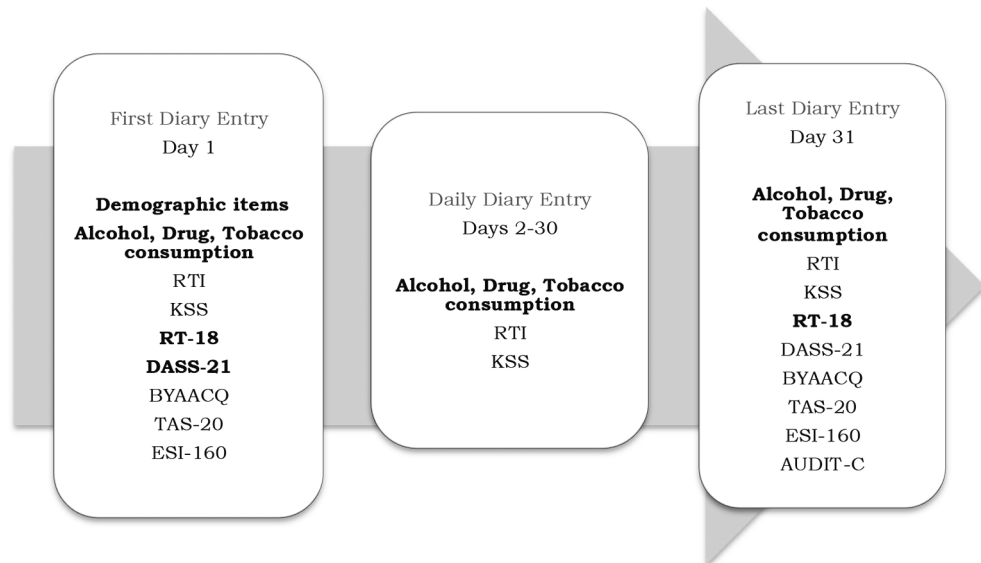 First Diary Entry
Day 1
Demographic items
Alcohol, Drug, Tobacco
consumption
RTI
KSS
RT-18
DASS-21
BYAACQ
TAS-20
ESI-160
Daily Diary Entry
Days 2-30
Alcohol, Drug, Tobacco
consumption
RTI
KSS
Last Diary Entry
Day 31
Alcohol, Drug,
Tobacco
consumption
RTI
KSS
RT-18
DASS-21
BYAACQ
TAS-20
ESI-160
AUDIT-C